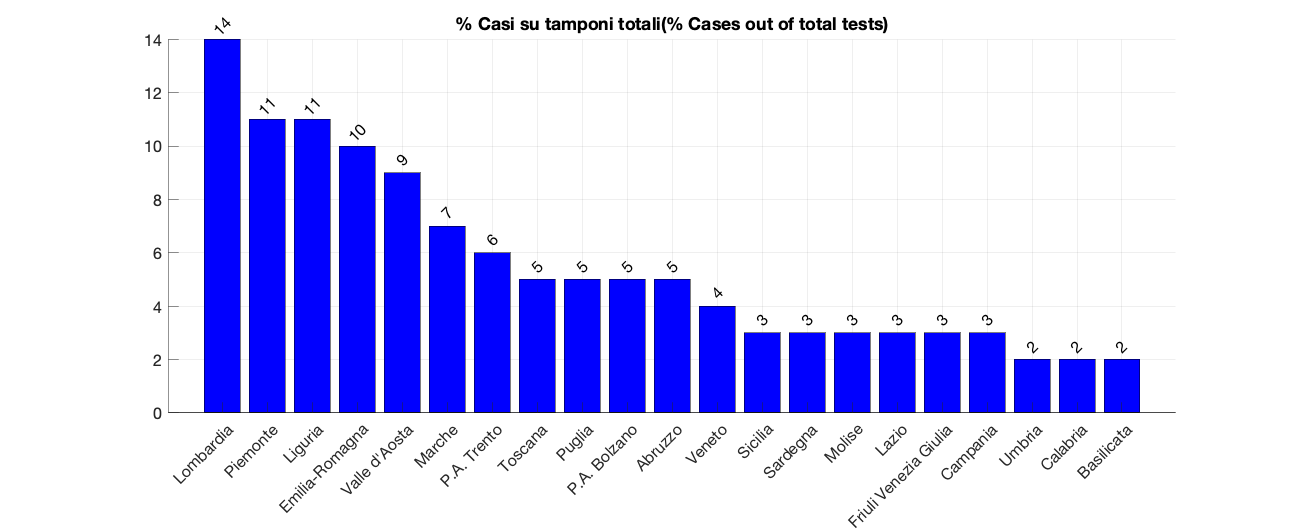 % Casi su tamponi totali(% Cases out of total tests)
14
12
10
8
6
4
2
0
14
11
11
10
9
7
6
5
5
5
5
4
3
3
3
3
3
3
2
2
2
Lombardia
Piemonte
Liguria
Emilia-Romagna
Valle d'Aosta
Marche
P.A. Trento
Toscana
Puglia
P.A. Bolzano
Abruzzo
Veneto
Sicilia
Sardegna
Molise
Lazio
Friuli Venezia Giulia
Campania
Umbria
Calabria
Basilicata